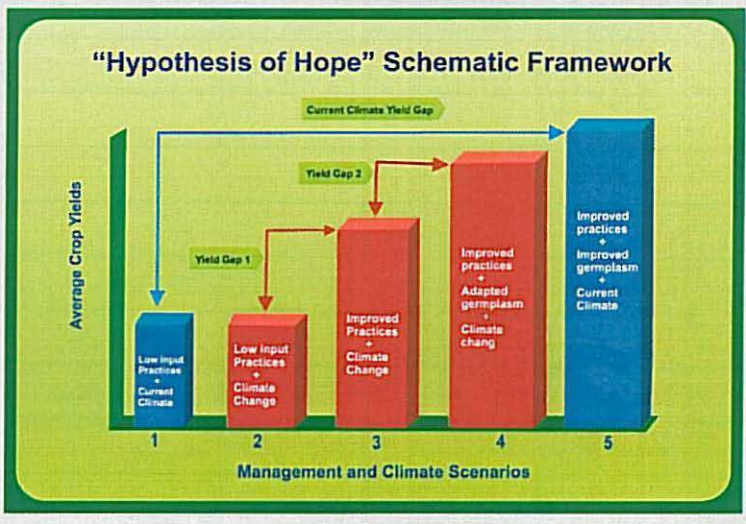 "Hypothesis of Hope" Schematic Framework
Current Climate Yield Gap
Yield Gap 2
Yield Gap 1
Average Crop Yields
Low input
Practices
+
Current
Climate
Low input
Practices
+
Climate
Change
Improved
Practices
+
Climate
Change
Improved
practices
+
Adapted
germplasm
+
Climate
chang
Improved
practices
+
Improved
germplasm
+
Current
Climate
1 2 3 4 5
Management and Climate Scenarios